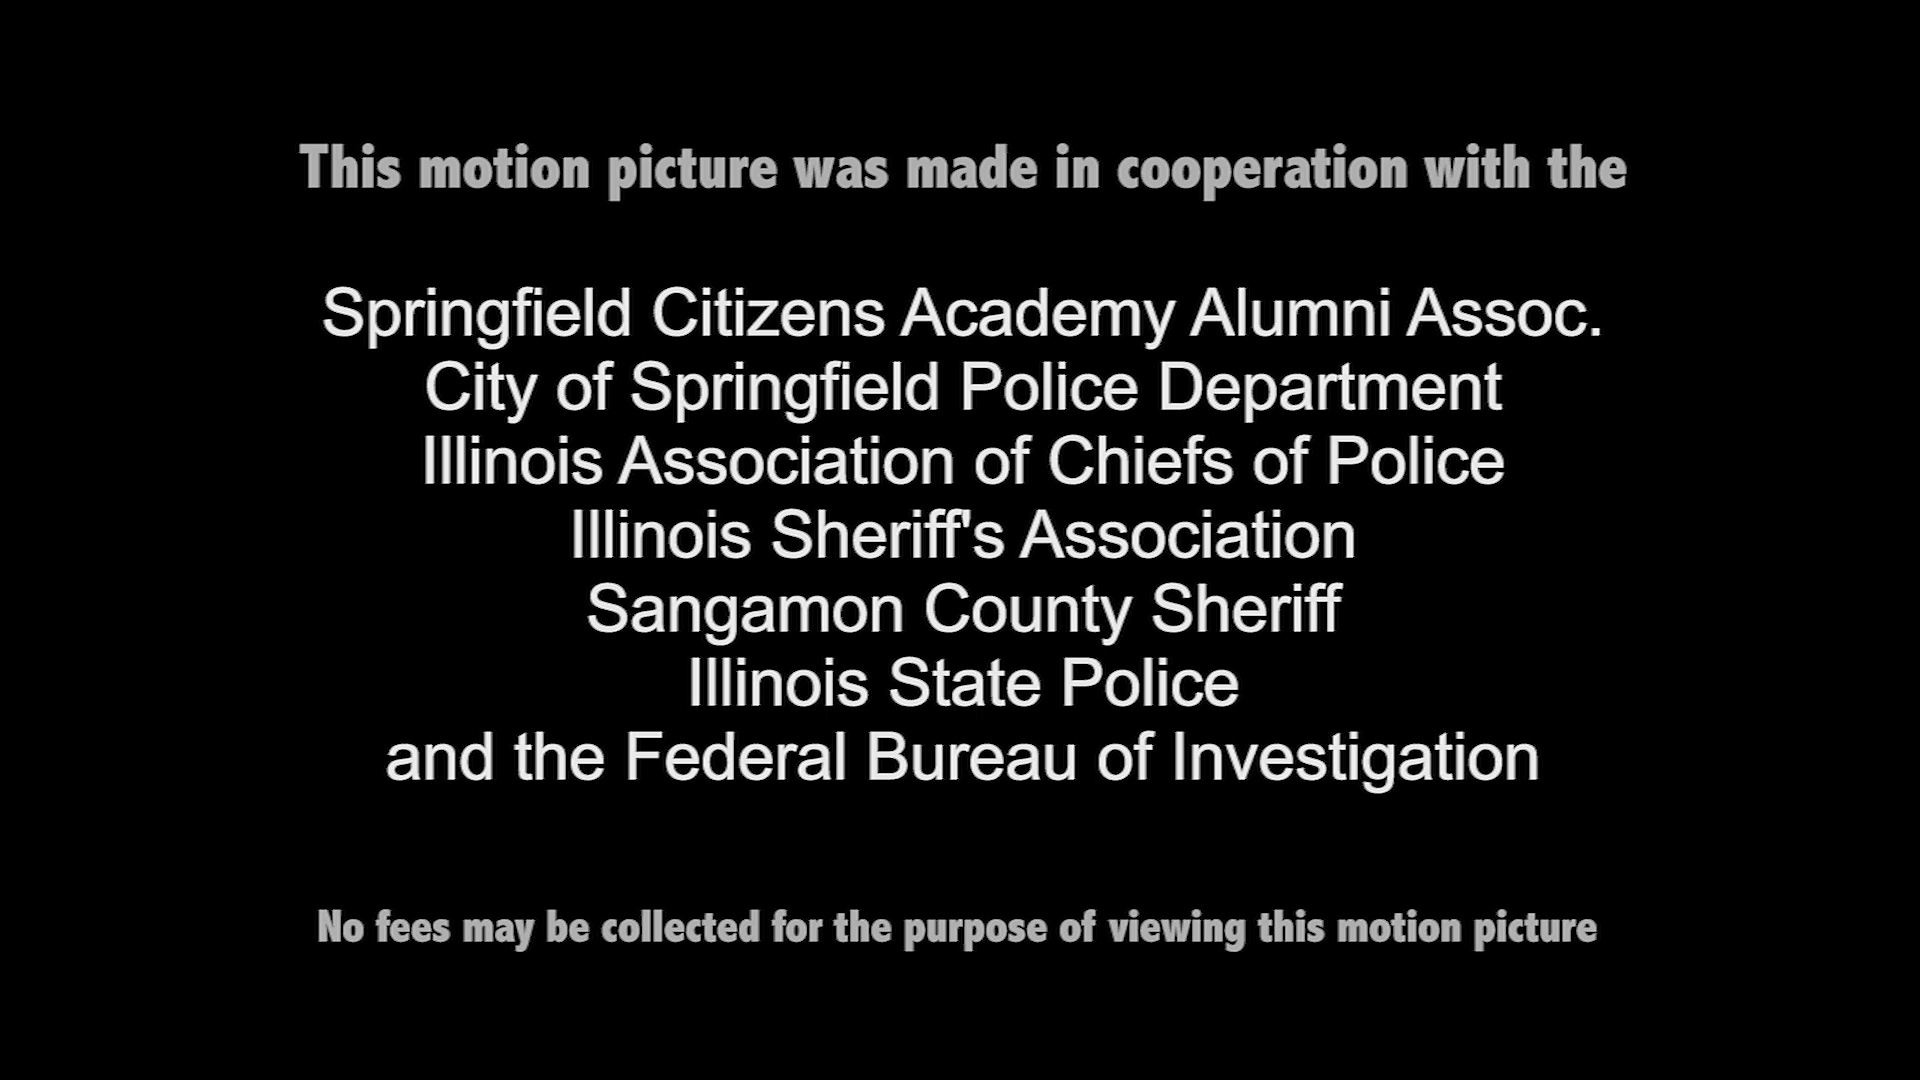 This motion picture was made in cooperation with the
Springfield Citizens Academy Alumni Assoc.
City of Springfield Police Department
Illinois Association of Chiefs of Police
Illinois Sheriff's Association
Sangamon County Sheriff
Illinois State Police
and the Federal Bureau of Investigation
No fees may be collected for the purpose of viewing this motion picture